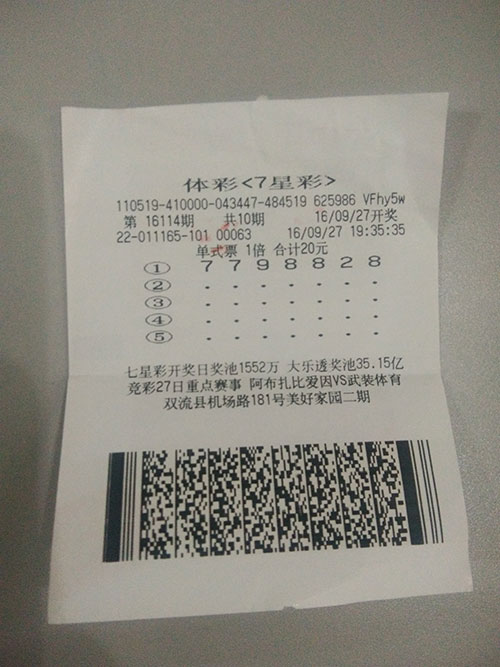 体彩<7星彩>
110519-410000-043447-484519 625986 VFhy5w
第 16114期 共10期 16/09/27开奖
22-011165-101 00063 16/09/27 19:35:35
单式票 1倍 合计20元
① 7 7 9 8 8 2 8
② - - - - - - -
③ - - - - - - -
④ - - - - - - -
⑤ - - - - - - -
七星彩开奖日奖池1552万 大乐透奖池35.15亿
竞彩27日重点赛事 阿布扎比爱因VS武装体育
双流县机场路181号美好家园二期